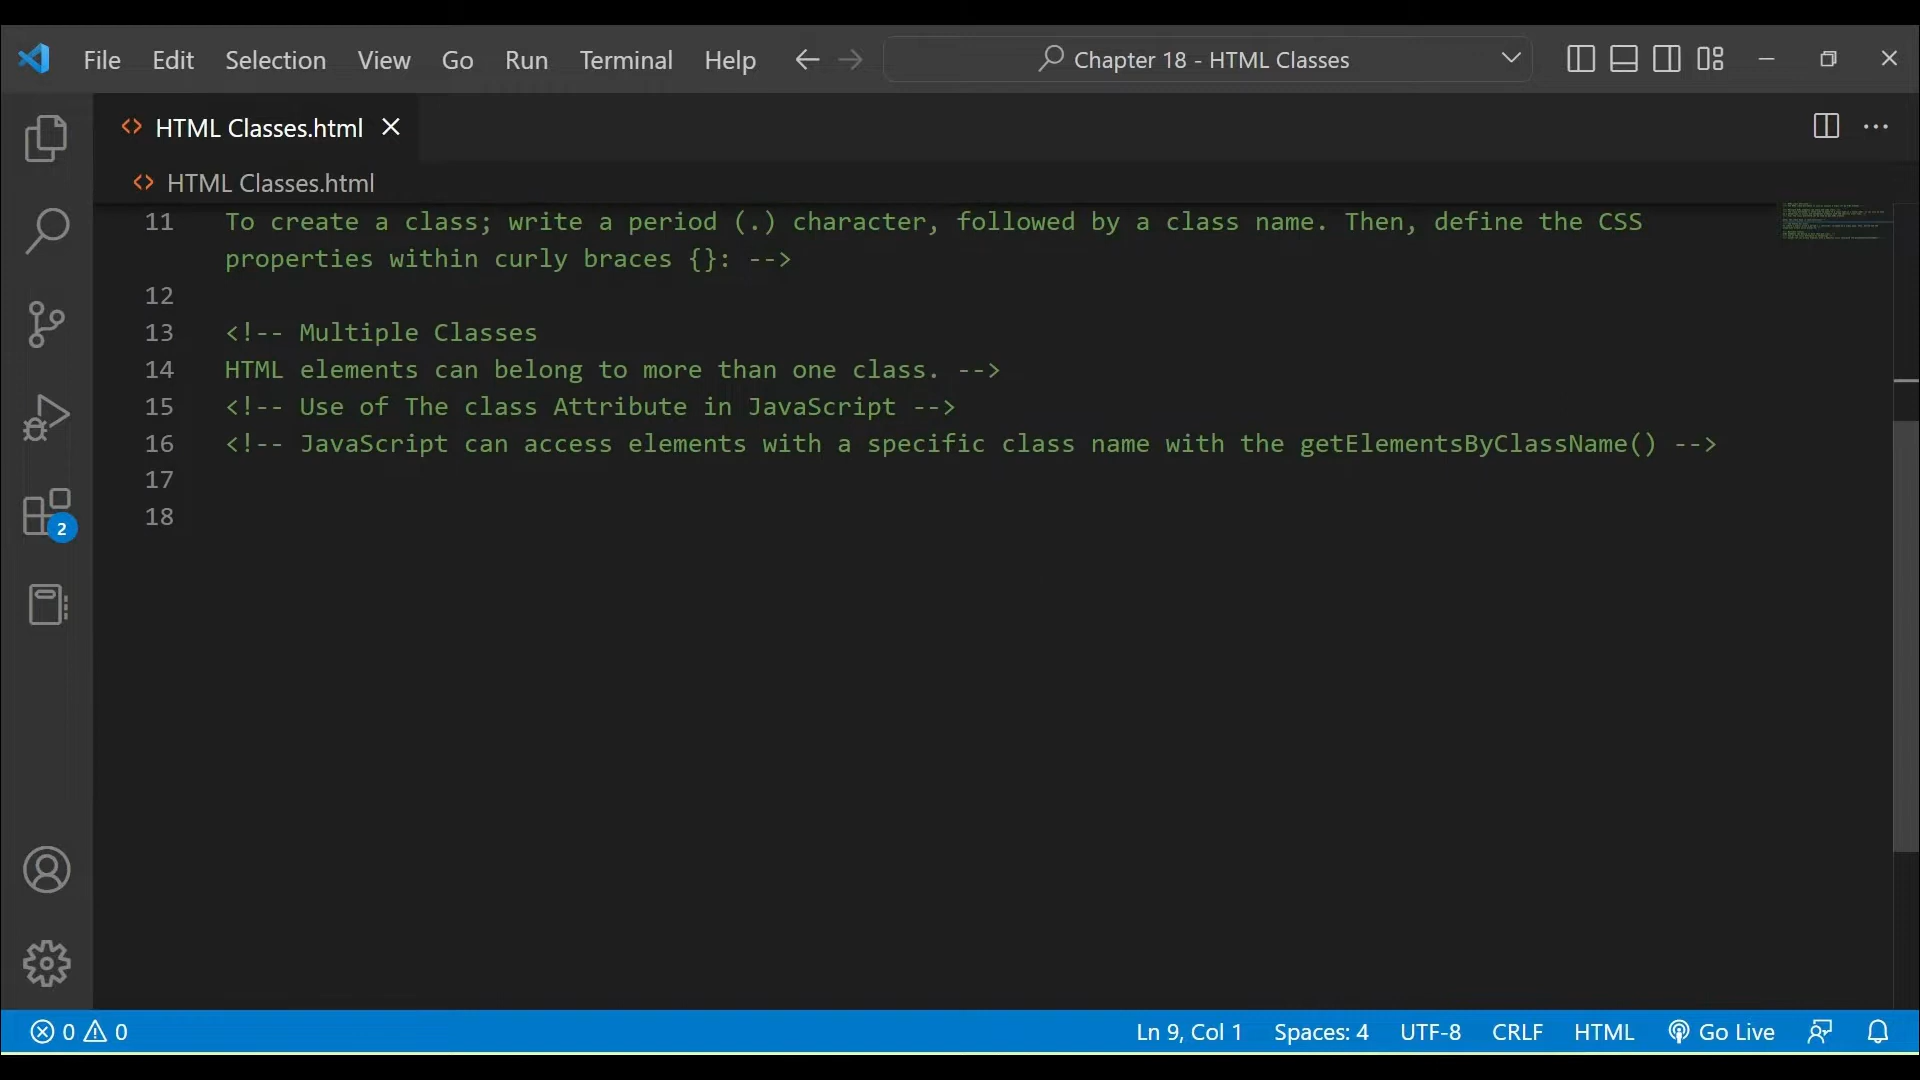 File Edit Selection View Go Run Terminal Help Chapter 18 - HTML Classes
HTML Classes.html
HTML Classes.html
11 To create a class; write a period (.) character, followed by a class name. Then, define the CSS
properties within curly braces {}: -->
12
13 <!-- Multiple Classes
14 HTML elements can belong to more than one class. -->
15 <!-- Use of The class Attribute in JavaScript -->
16 <!-- JavaScript can access elements with a specific class name with the getElementsByClassName() -->
17
18
2
0 0 Ln 9, Col 1 Spaces: 4 UTF-8 CRLF HTML Go Live